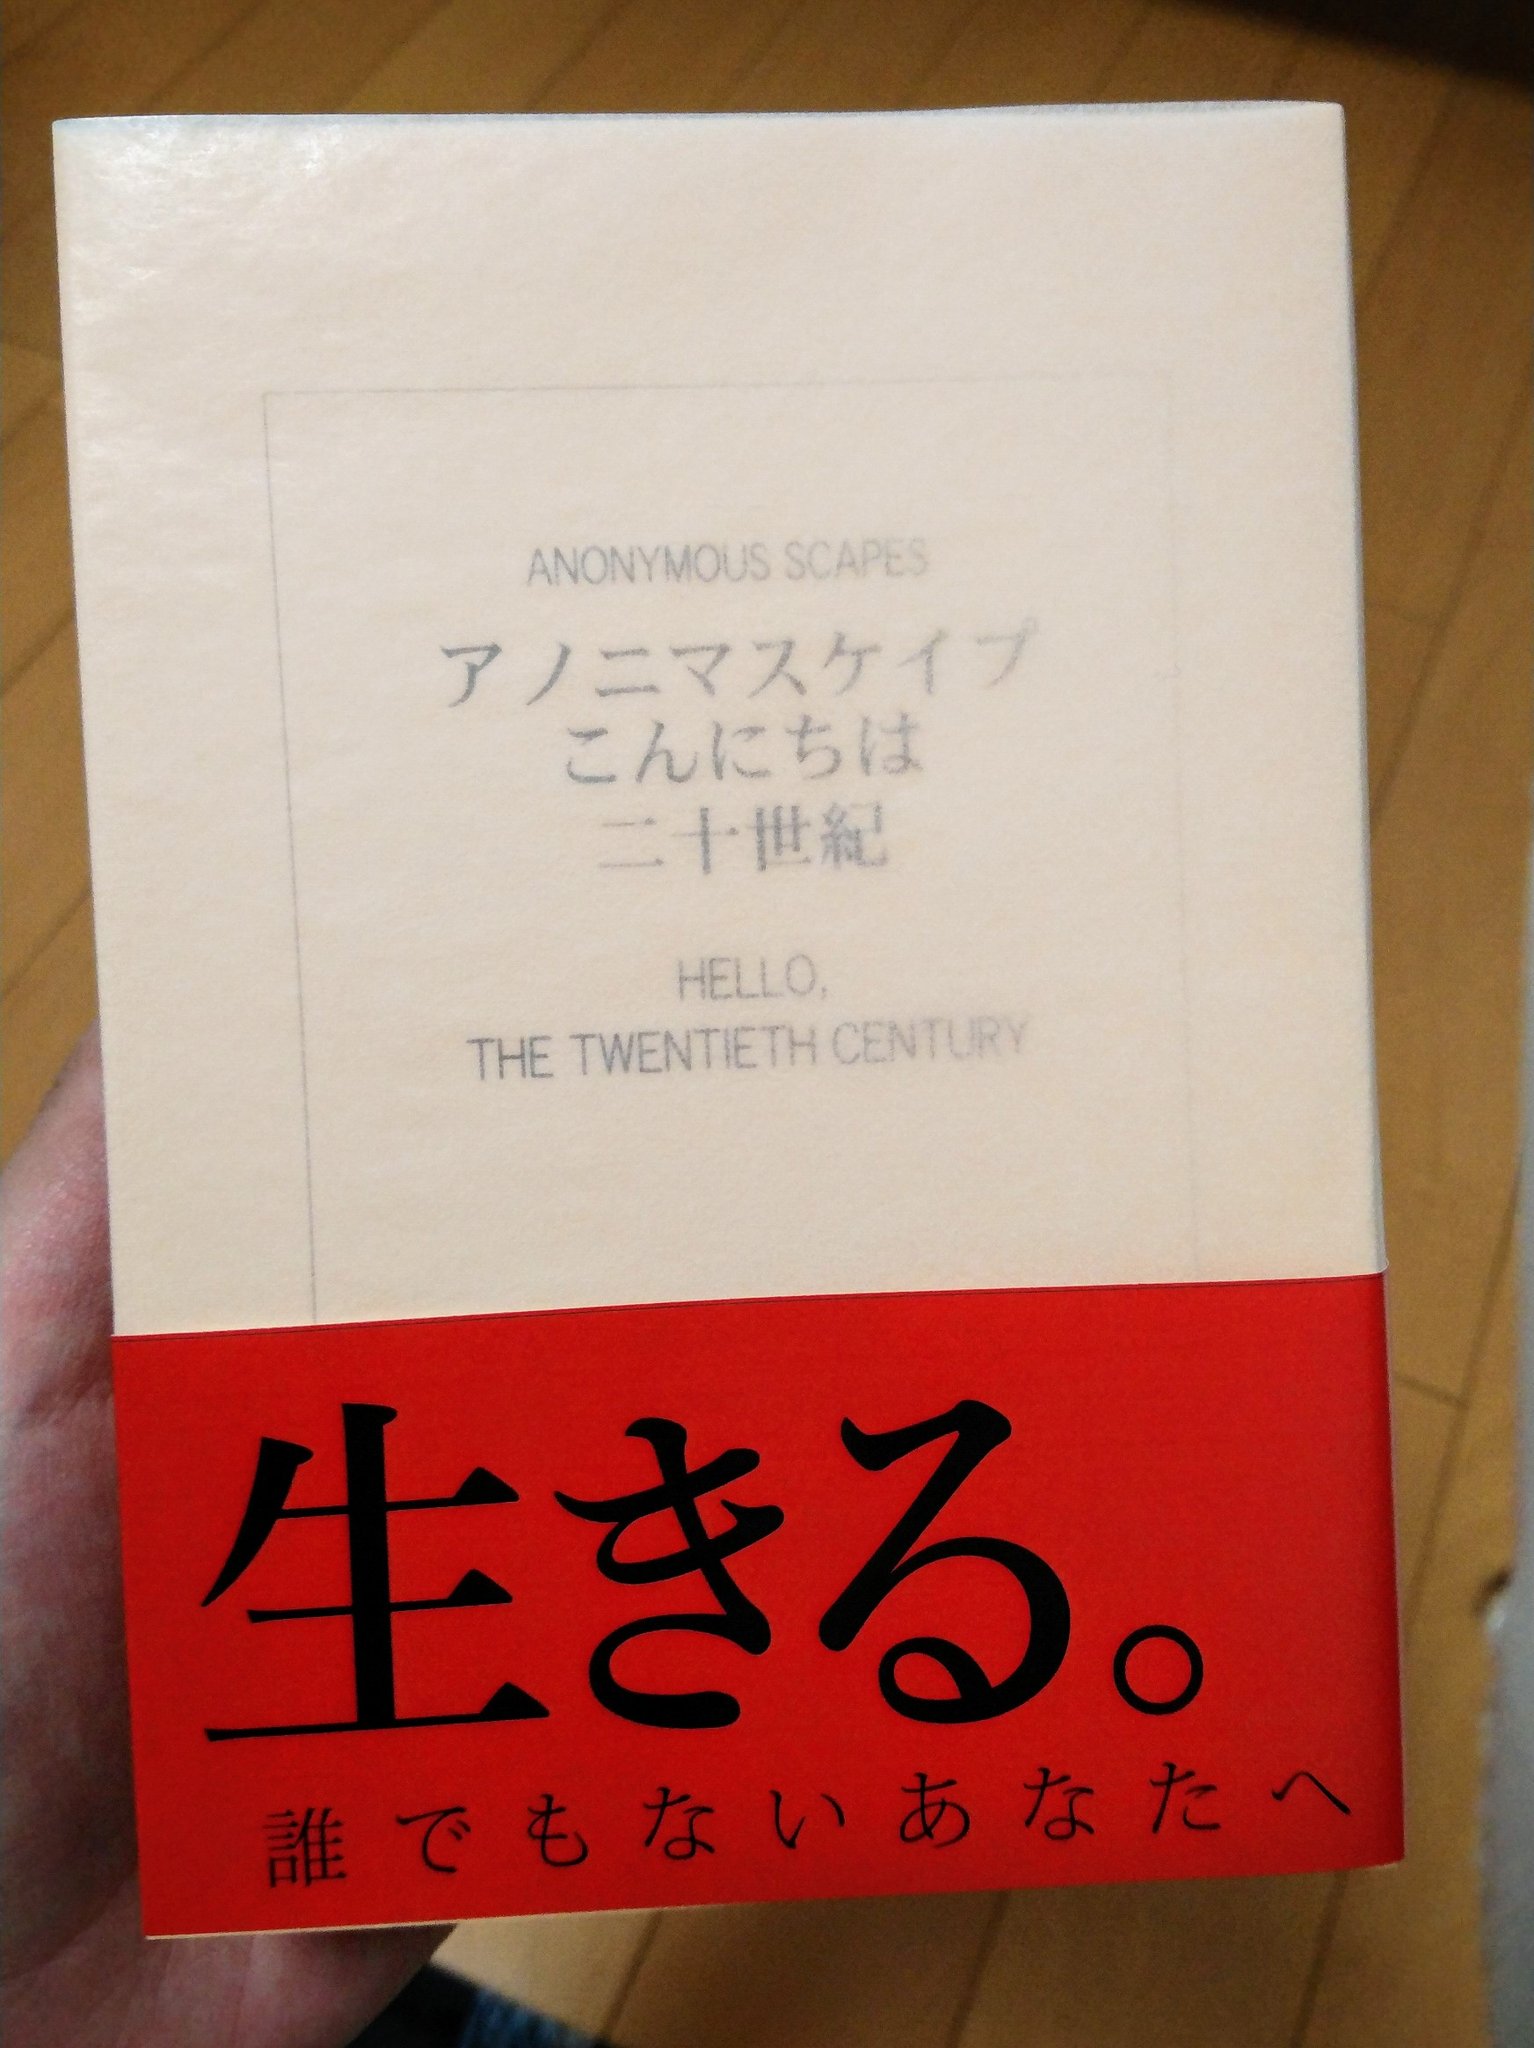 ANONYMOUS SCAPES
アノニマスケイプ
こんにちは
二十世紀
HELLO,
THE TWENTIETH CENTURY
生きる。
誰でもないあなたへ